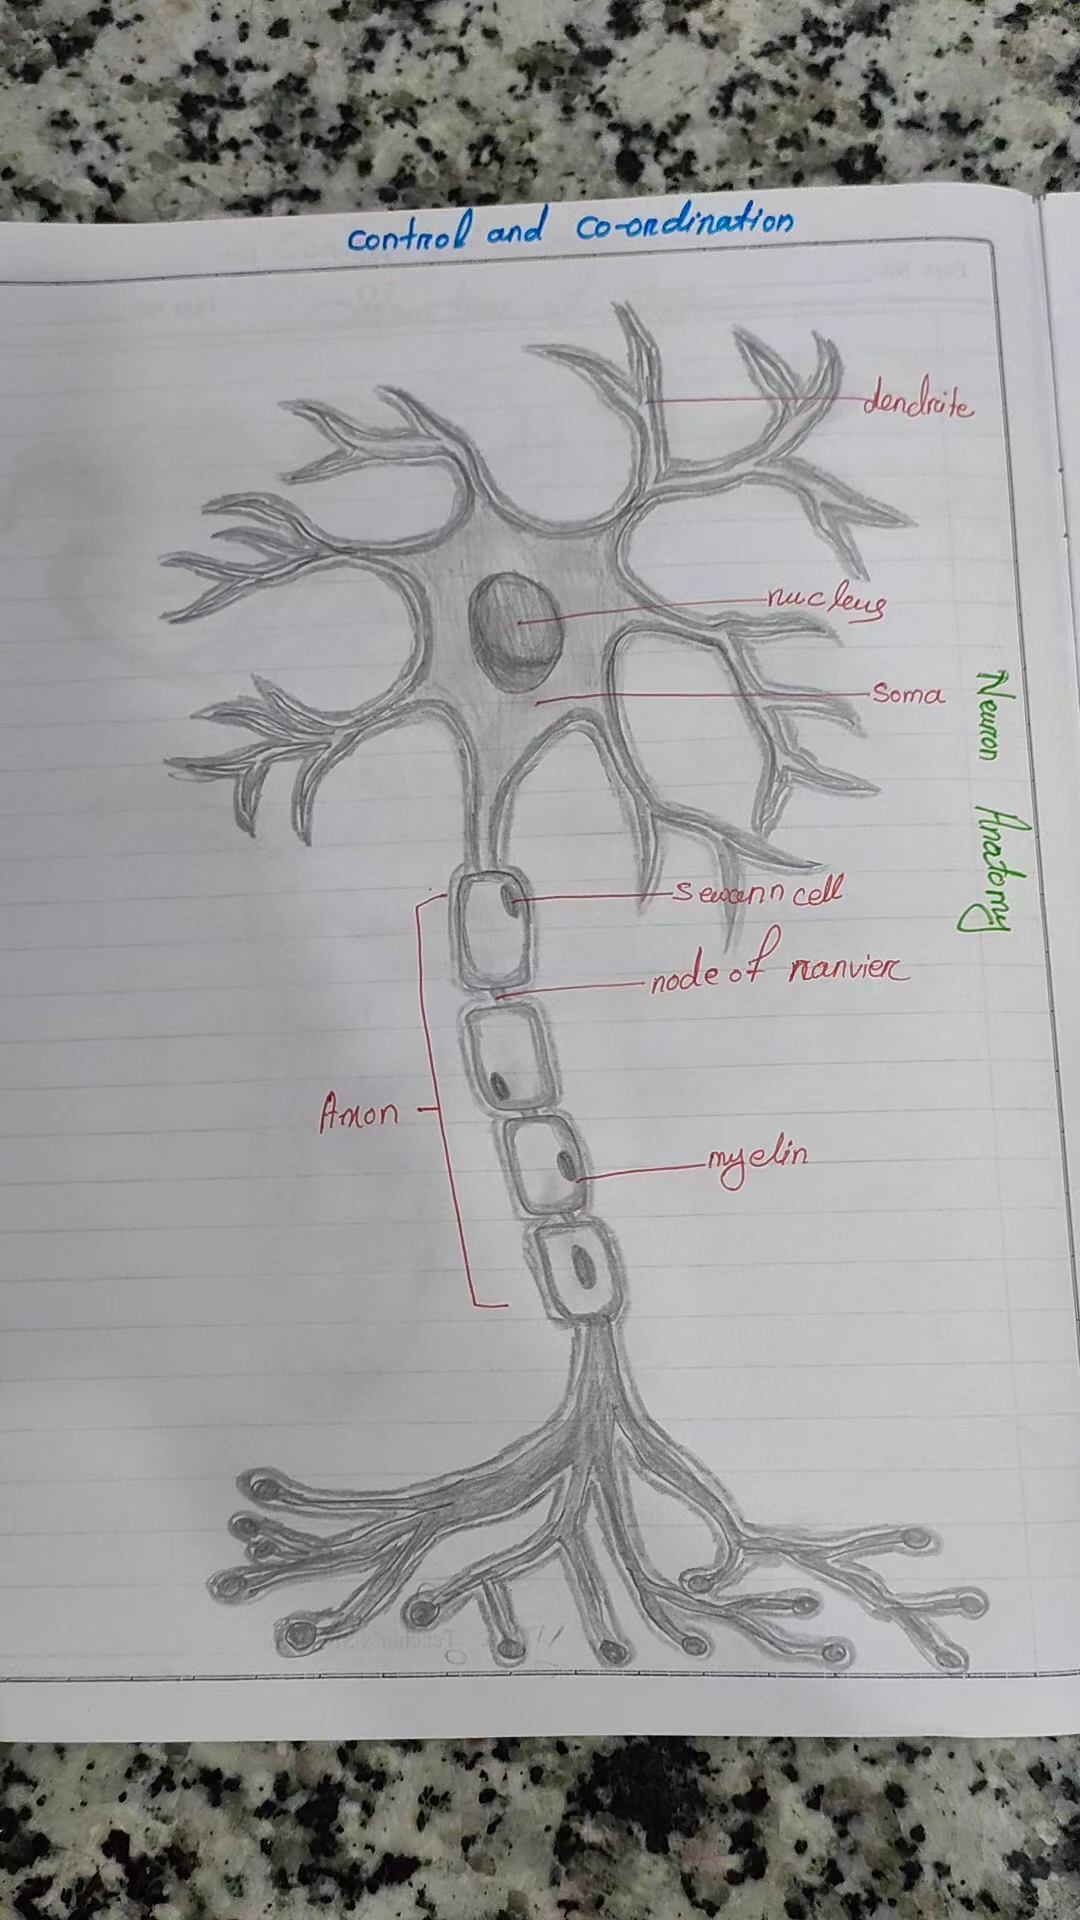 Control and Co-ordination
dendrite
nucleus
Soma
Neuron Anatomy
Sewann cell
node of ranvier
Axon
myelin